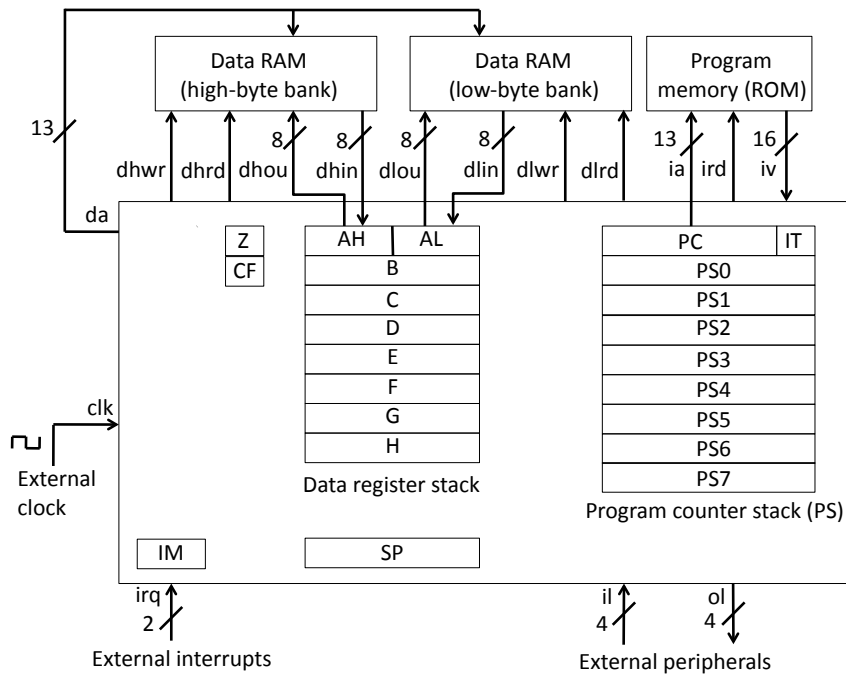 Data RAM
(high-byte bank)
Data RAM
(low-byte bank)
Program
memory (ROM)
13
8
8
8
8
13
16
dhwr
dhrd
dhou
dhin
dlou
dlin
dlwr
dlrd
ia
ird
iv
da
Z
CF
AH
AL
B
C
D
E
F
G
H
Data register stack
PC
IT
PS0
PS1
PS2
PS3
PS4
PS5
PS6
PS7
Program counter stack (PS)
clk
External
clock
IM
SP
irq
2
External interrupts
il
4
ol
4
External peripherals